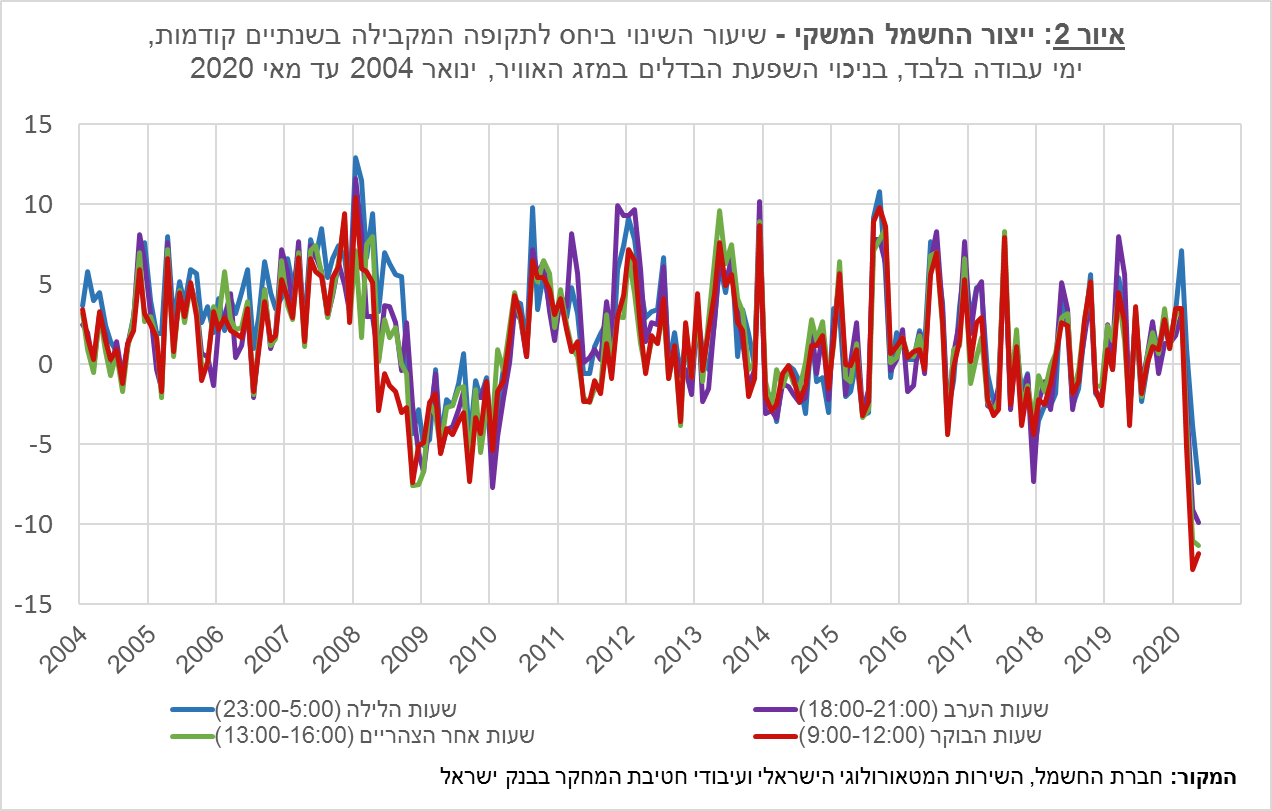 איור 2: ייצור החשמל המשקי - שיעור השינוי ביחס לתקופה המקבילה בשנתיים קודמות,
ימי עבודה בלבד, בניכוי השפעת הבדלים במזג האוויר, ינואר 2004 עד מאי 2020
15
10
5
0
-5
-10
-15
2004 2005 2006 2007 2008 2009 2010 2011 2012 2013 2014 2015 2016 2017 2018 2019 2020
שעות הערב (18:00-21:00) שעות הלילה (23:00-5:00)
שעות הבוקר (9:00-12:00) שעות אחר הצהריים (13:00-16:00)
המקור: חברת החשמל, השירות המטאורולוגי הישראלי ועיבודי חטיבת המחקר בבנק ישראל